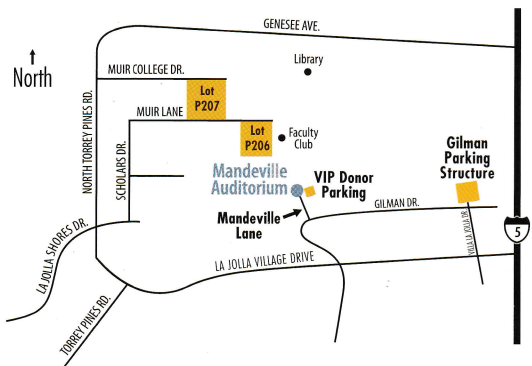 GENESEE AVE.
North
Library
MUIR COLLEGE DR.
Lot
P207
MUIR LANE
Lot
P206
Faculty
Club
NORTH TORREY PINES RD.
SCHOLARS DR.
Gilman
Parking
Structure
Mandeville
Auditorium
VIP Donor
Parking
GILMAN DR.
Mandeville
Lane
VILLA LA JOLLA DR.
5
LA JOLLA SHORES DR.
LA JOLLA VILLAGE DRIVE
TORREY PINES RD.